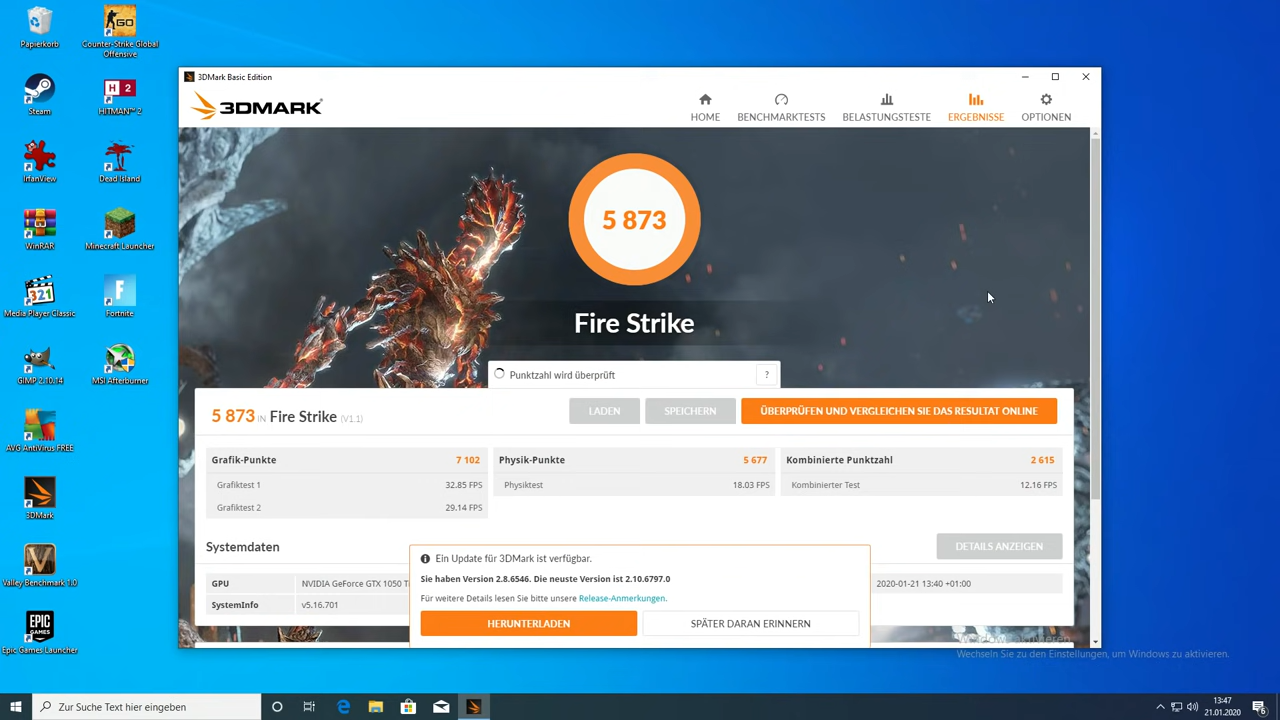 Papierkorb
Counter-Strike Global
Offensive
Steam
HITMAN™ 2
IrfanView
Dead Island
WinRAR
Minecraft Launcher
Media Player Classic
Fortnite
GIMP 2.10.14
MSI Afterburner
AVG AntiVirus FREE
3DMark
Valley Benchmark 1.0
EPIC
GAMES
Epic Games Launcher
GO
H 2
321
F
3DMark Basic Edition
3DMARK
HOME
BENCHMARKTESTS
BELASTUNGSTESTE
ERGEBNISSE
OPTIONEN
5 873
Fire Strike
Punktzahl wird überprüft
?
5 873 IN Fire Strike (V1.1)
LADEN
SPEICHERN
ÜBERPRÜFEN UND VERGLEICHEN SIE DAS RESULTAT ONLINE
Grafik-Punkte 7 102
Grafiktest 1 32.85 FPS
Grafiktest 2 29.14 FPS
Physik-Punkte 5 677
Physiktest 18.03 FPS
Kombinierte Punktzahl 2 615
Kombinierter Test 12.16 FPS
Systemdaten
DETAILS ANZEIGEN
GPU NVIDIA GeForce GTX 1050 T
2020-01-21 13:40 +01:00
SystemInfo v5.16.701
Ein Update für 3DMark ist verfügbar.
Sie haben Version 2.8.6546. Die neuste Version ist 2.10.6797.0
Für weitere Details lesen Sie bitte unsere Release-Anmerkungen.
HERUNTERLADEN
SPÄTER DARAN ERINNERN
Wechseln Sie zu den Einstellungen, um Windows zu aktivieren.
Zur Suche Text hier eingeben
13:47
21.01.2020
6